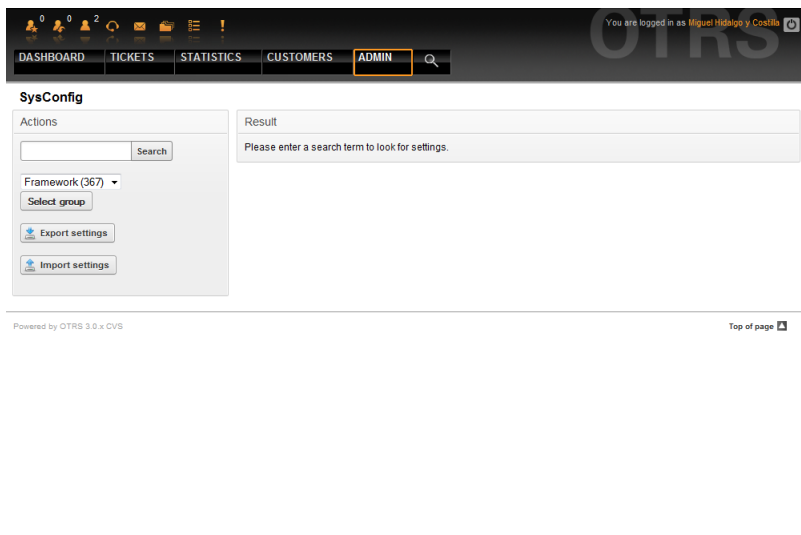 0 0 2
You are logged in as Miguel Hidalgo y Costilla
OTRS
DASHBOARD TICKETS STATISTICS CUSTOMERS ADMIN
SysConfig
Actions
Result
Search
Please enter a search term to look for settings.
Framework (367)
Select group
Export settings
Import settings
Powered by OTRS 3.0.x CVS
Top of page